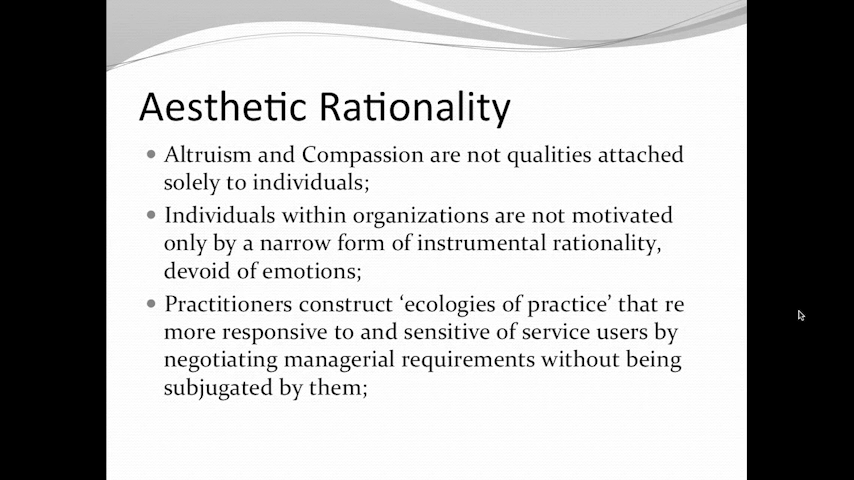 Aesthetic Rationality
• Altruism and Compassion are not qualities attached
solely to individuals;
• Individuals within organizations are not motivated
only by a narrow form of instrumental rationality,
devoid of emotions;
• Practitioners construct ‘ecologies of practice’ that re
more responsive to and sensitive of service users by
negotiating managerial requirements without being
subjugated by them;